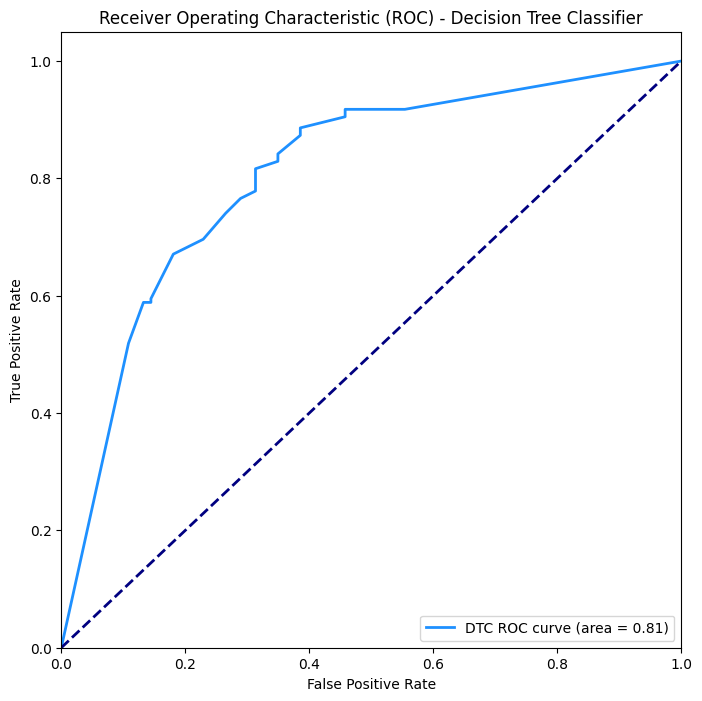 Receiver Operating Characteristic (ROC) - Decision Tree Classifier
1.0
0.8
0.6
0.4
0.2
0.0
True Positive Rate
DTC ROC curve (area = 0.81)
0.0 0.2 0.4 0.6 0.8 1.0
False Positive Rate